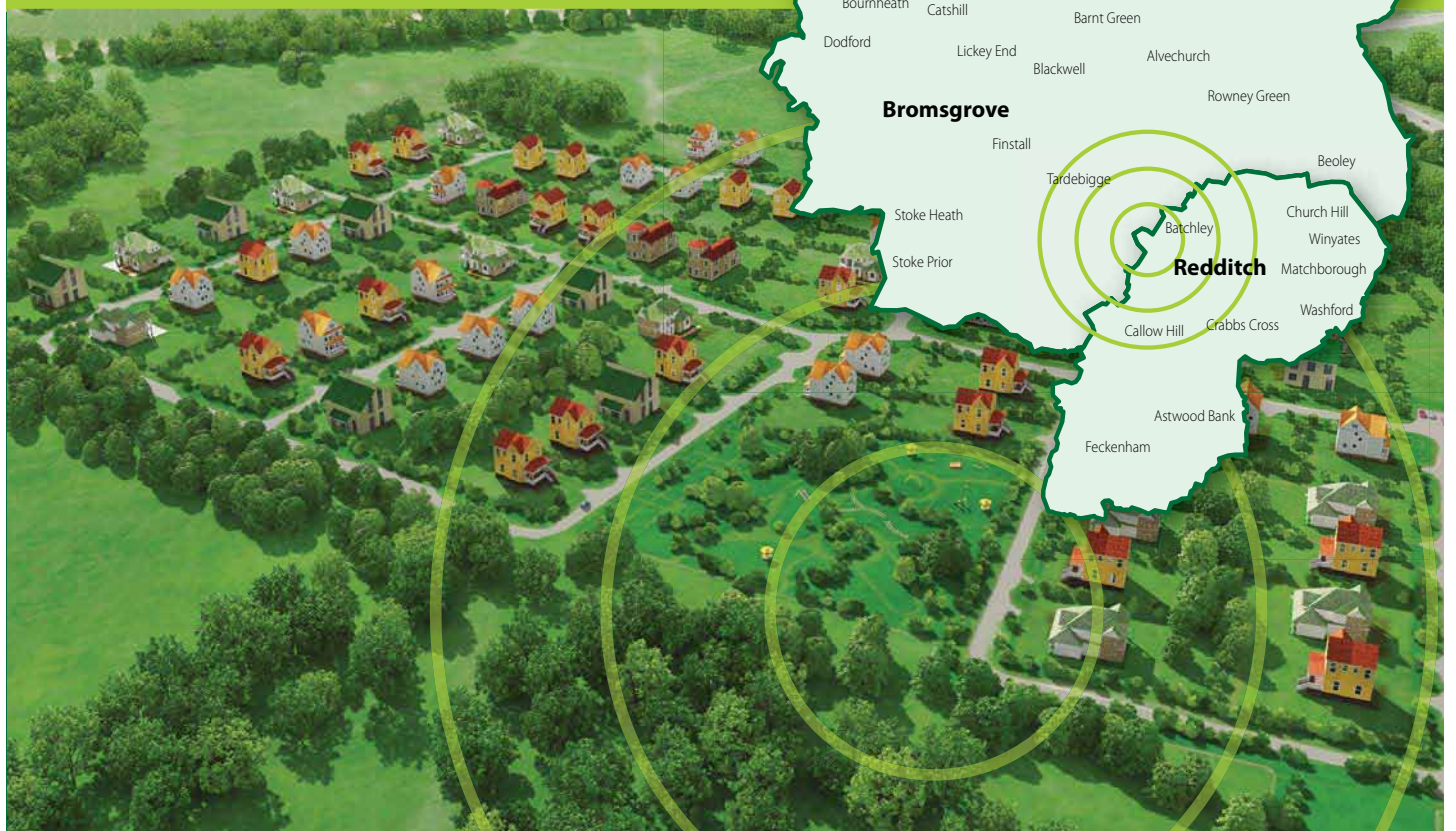 Bournheath
Catshill
Barnt Green
Dodford
Lickey End
Alvechurch
Blackwell
Rowney Green
Bromsgrove
Finstall
Beoley
Tardebigge
Stoke Heath
Church Hill
Batchley
Winyates
Stoke Prior
Redditch
Matchborough
Washford
Callow Hill
Crabbs Cross
Astwood Bank
Feckenham